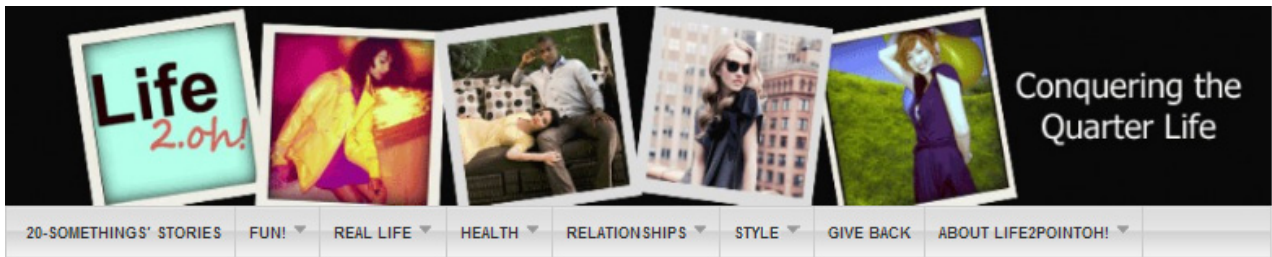 Life
2.oh!
Conquering the
Quarter Life
20-SOMETHINGS' STORIES FUN! REAL LIFE HEALTH RELATIONSHIPS STYLE GIVE BACK ABOUT LIFE2POINTOH!